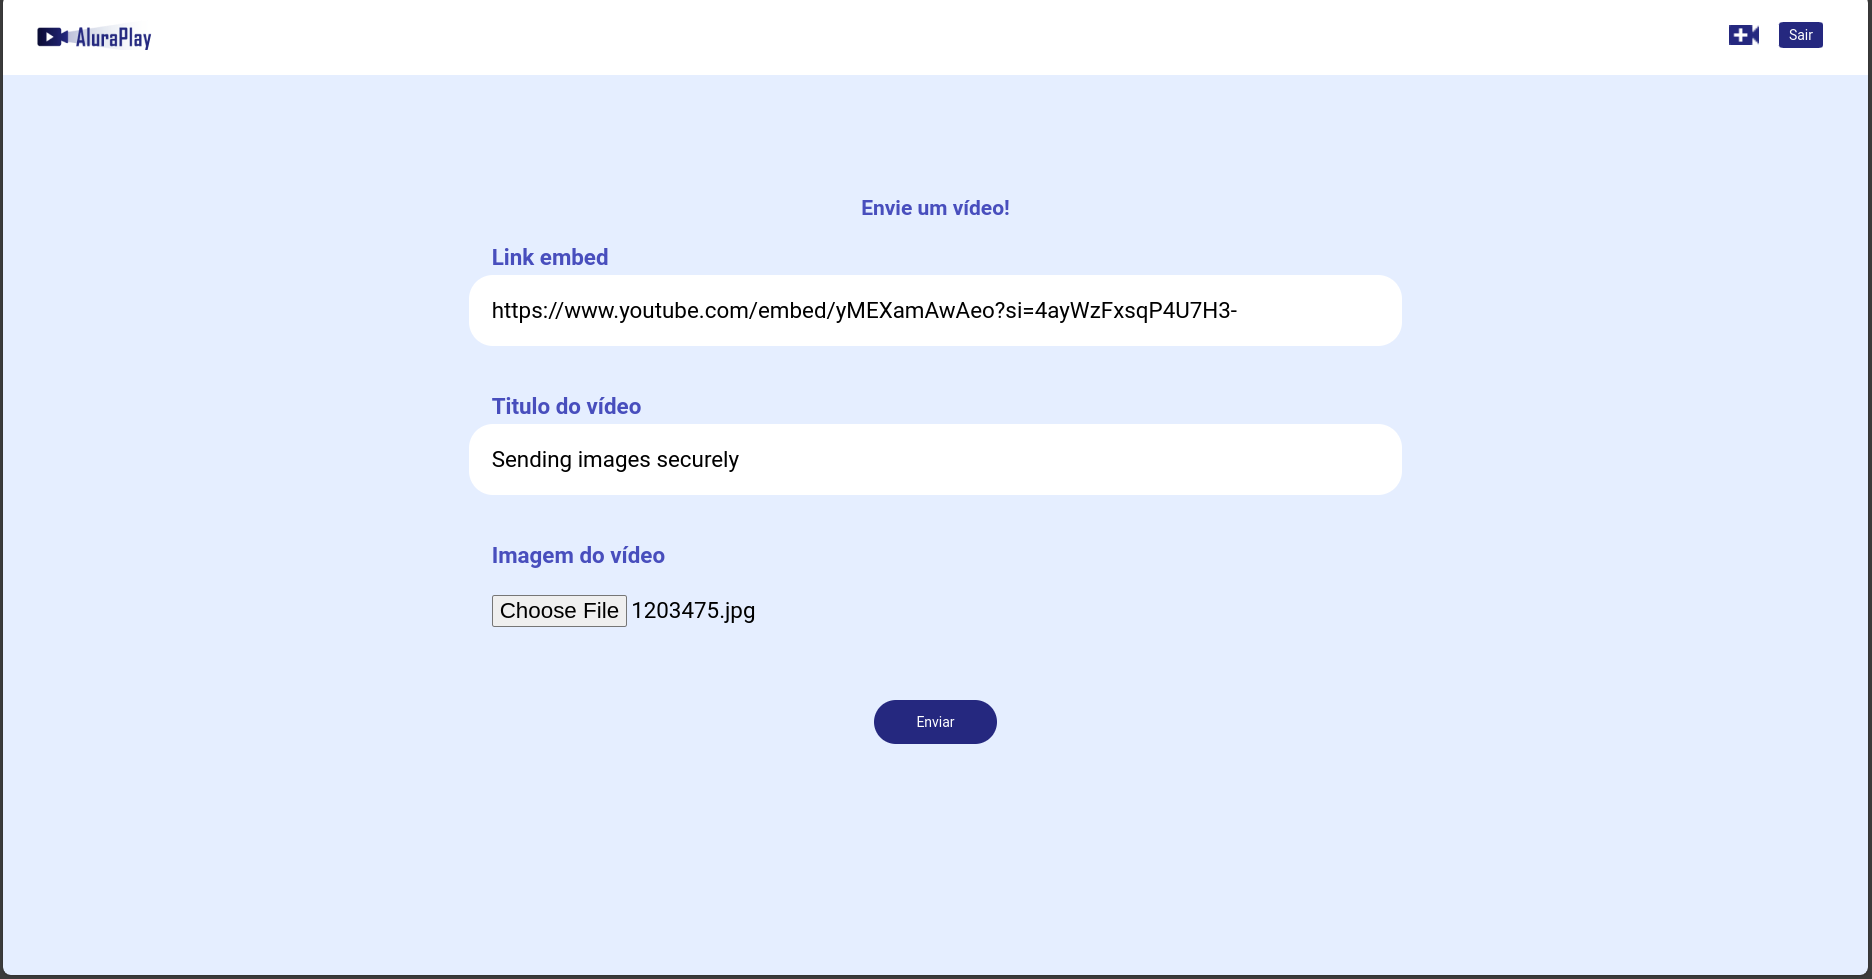 AluraPlay
Sair
Envie um vídeo!
Link embed
https://www.youtube.com/embed/yMEXamAwAeo?si=4ayWzFxsqP4U7H3-
Titulo do vídeo
Sending images securely
Imagem do vídeo
Choose File 1203475.jpg
Enviar